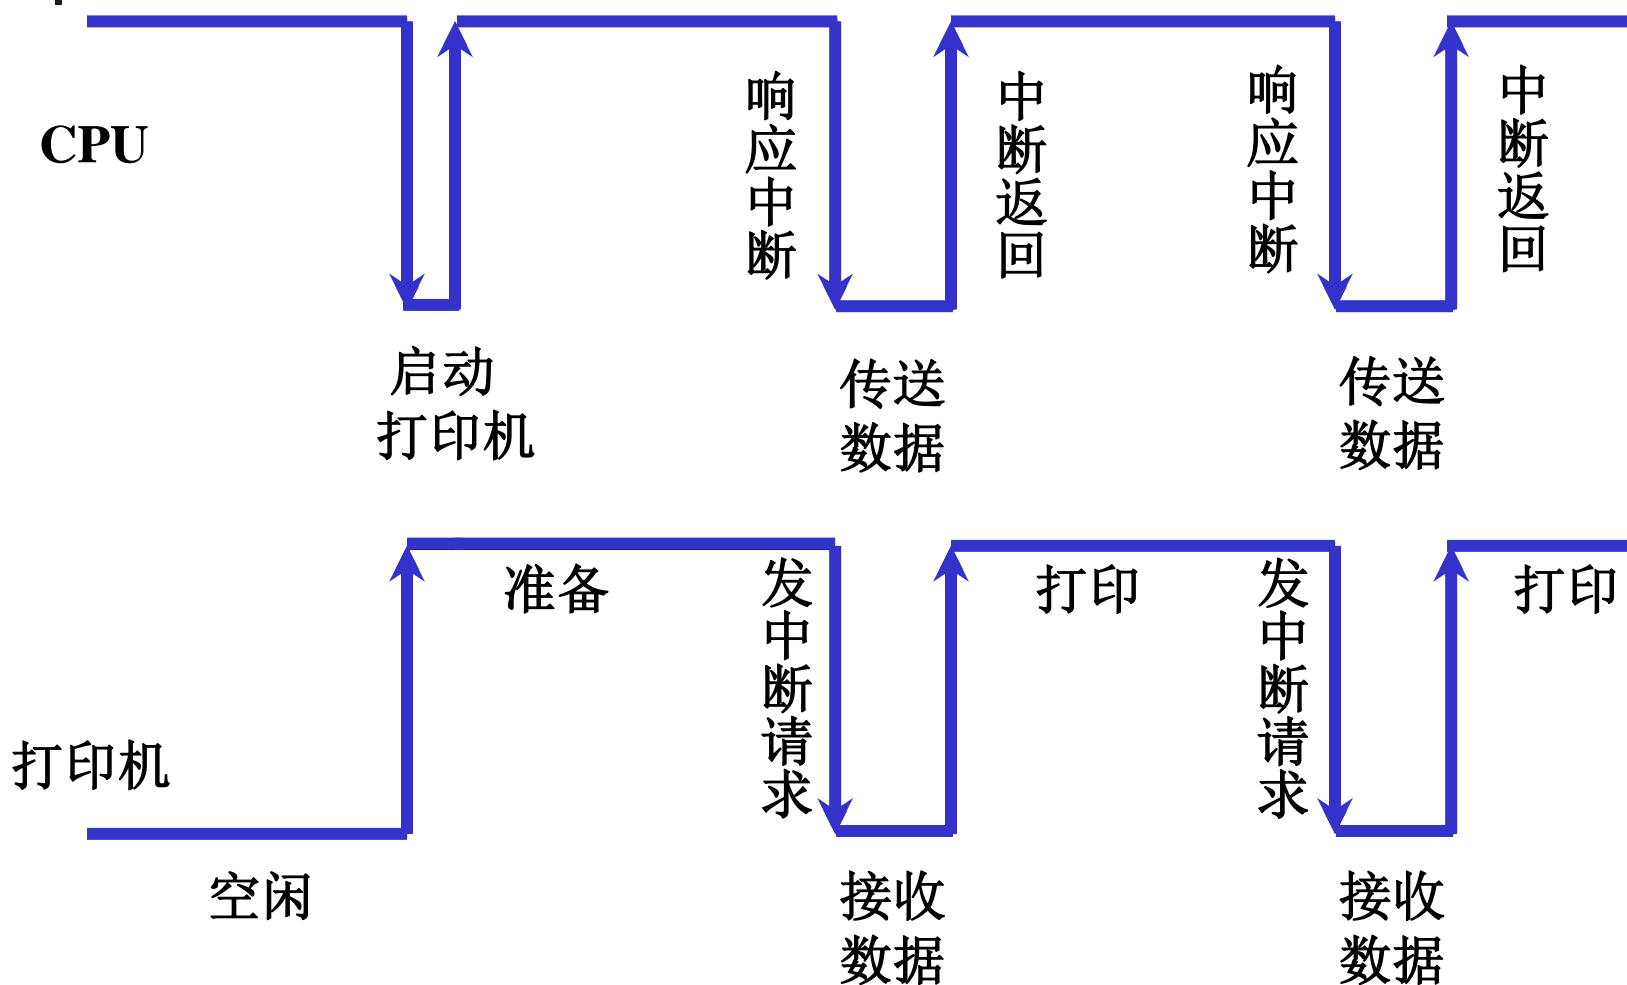 响应中断
中断返回
响应中断
中断返回
CPU
启动
打印机
传送
数据
传送
数据
准备
发中断请求
打印
发中断请求
打印
打印机
空闲
接收
数据
接收
数据